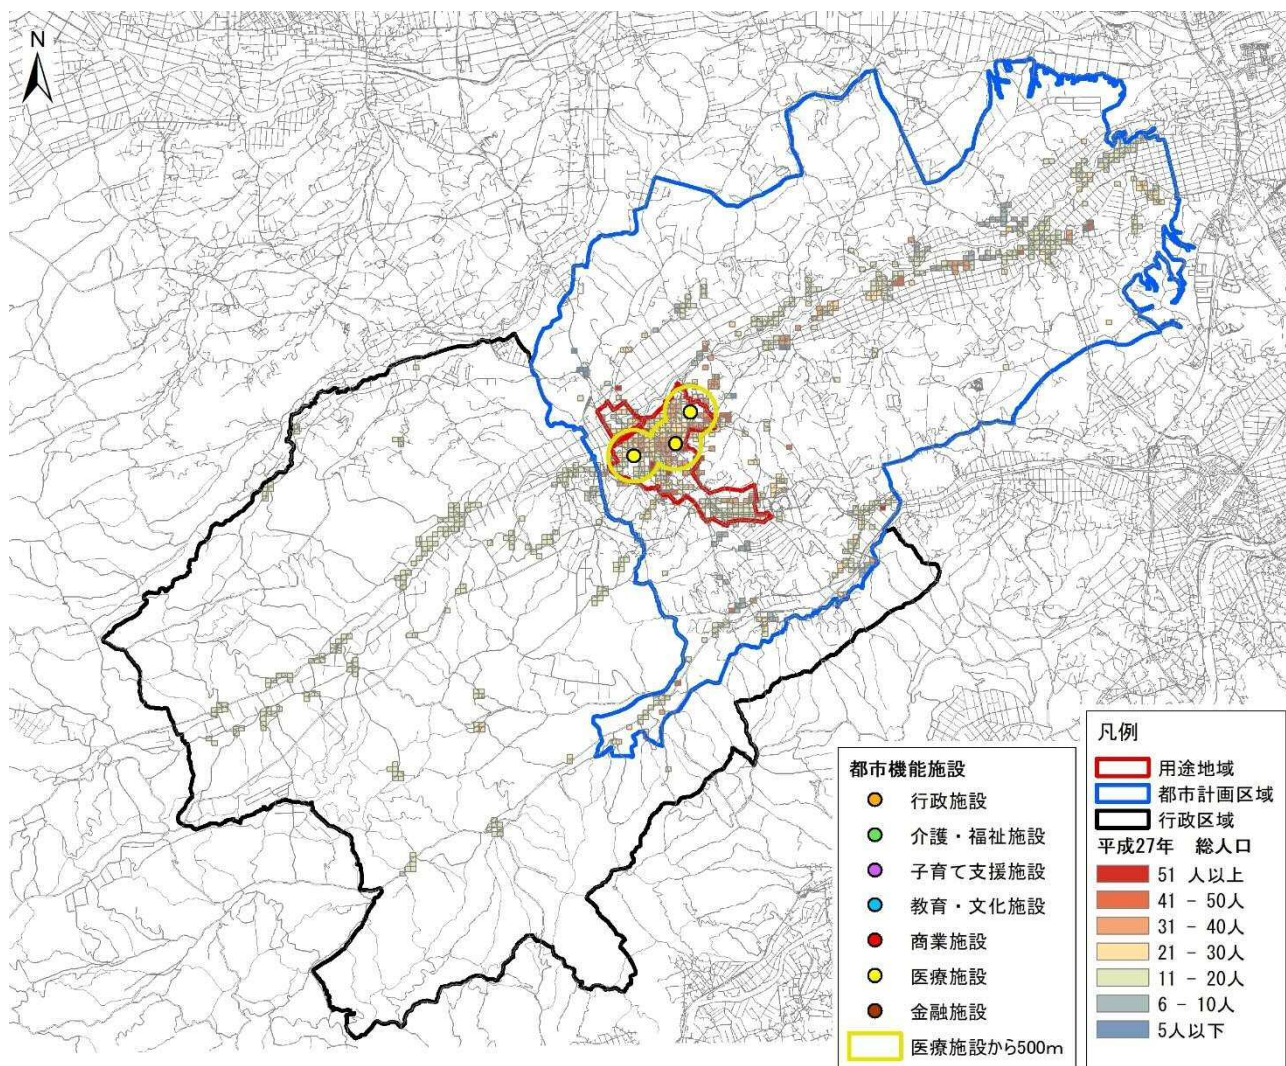 N
都市機能施設
行政施設
介護・福祉施設
子育て支援施設
教育・文化施設
商業施設
医療施設
金融施設
医療施設から500m
凡例
用途地域
都市計画区域
行政区域
平成27年 総人口
51 人以上
41 - 50人
31 - 40人
21 - 30人
11 - 20人
6 - 10人
5人以下